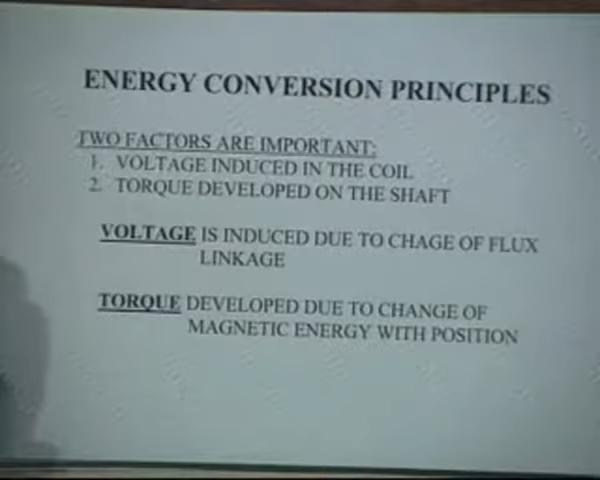 ENERGY CONVERSION PRINCIPLES
TWO FACTORS ARE IMPORTANT:
1. VOLTAGE INDUCED IN THE COIL
2. TORQUE DEVELOPED ON THE SHAFT
VOLTAGE IS INDUCED DUE TO CHAGE OF FLUX
LINKAGE
TORQUE DEVELOPED DUE TO CHANGE OF
MAGNETIC ENERGY WITH POSITION